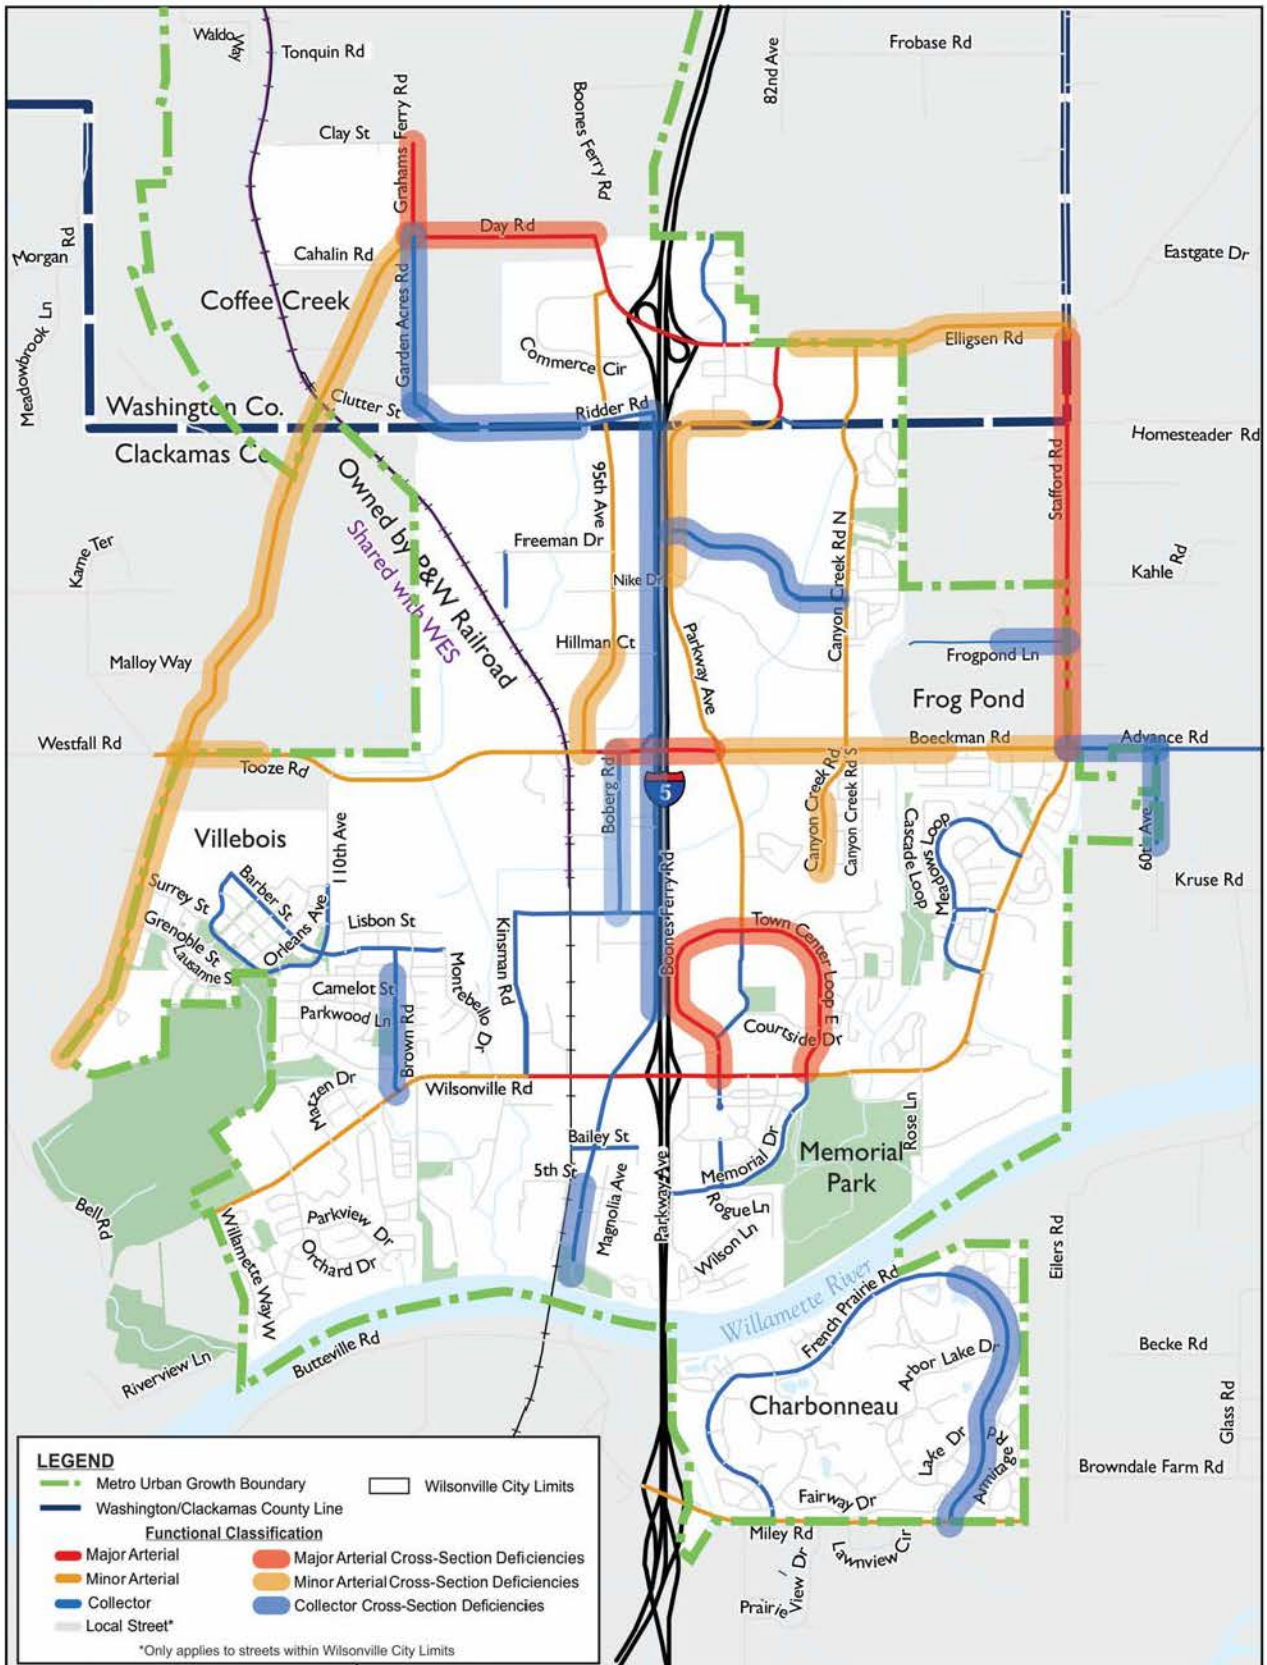 Waldo
Way
Tonquin Rd
Frobase Rd
82nd Ave
Boones Ferry Rd
Grahams Ferry Rd
Clay St
Day Rd
Morgan Rd
Cahalin Rd
Eastgate Dr
Coffee Creek
Garden Acres Rd
Meadowbrook Ln
Elligsen Rd
Commerce Cir
Clutter St
Ridder Rd
Washington Co.
Clackamas Co
Homesteader Rd
Stafford Rd
Owned by P&W Railroad
Shared with WES
95th Ave
Freeman Dr
Canyon Creek Rd N
Kame Ter
Nike Dr
Kahle Rd
Hillman Ct
Parkway Ave
Frogpond Ln
Malloy Way
Frog Pond
Westfall Rd
Boeckman Rd
Advance Rd
Tooze Rd
Boberg Rd
5
Canyon Creek Rd
Canyon Creek Rd S
Villebois
110th Ave
Cascade Loop
Meadows Loop
60th Ave
Boones Ferry Rd
Kruse Rd
Surrey St
Barber St
Grenoble St
Orleans Ave
Lisbon St
Kinsman Rd
Town Center Loop E
Lausanne S
Camelot St
Montebello Dr
Parkwood Ln
Brown Rd
Courtside Dr
Matzen Dr
Wilsonville Rd
Rose Ln
Bailey St
Memorial Dr
Memorial
Park
5th St
Magnolia Ave
Parkway Ave
Rogue Ln
Wilson Ln
Bell Rd
Willamette Way W
Parkview Dr
Orchard Dr
Eilers Rd
Willamette River
French Prairie Rd
Butteville Rd
Riverview Ln
Becke Rd
Arbor Lake Dr
Charbonneau
Glass Rd
Lake Dr
Armitage Rd
Browndale Farm Rd
Fairway Dr
Miley Rd
Lawnview Cir
Prairie View Dr
LEGEND
Metro Urban Growth Boundary
Wilsonville City Limits
Washington/Clackamas County Line
Functional Classification
Major Arterial
Major Arterial Cross-Section Deficiencies
Minor Arterial
Minor Arterial Cross-Section Deficiencies
Collector
Collector Cross-Section Deficiencies
Local Street*
*Only applies to streets within Wilsonville City Limits